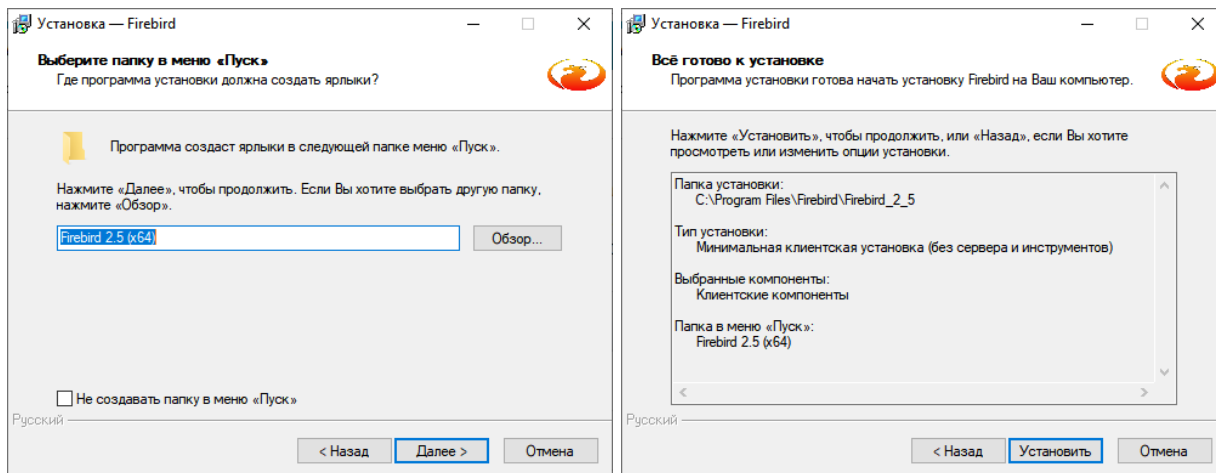 Установка — Firebird
Выберите папку в меню «Пуск»
Где программа установки должна создать ярлыки?
Программа создаст ярлыки в следующей папке меню «Пуск».
Нажмите «Далее», чтобы продолжить. Если Вы хотите выбрать другую папку,
нажмите «Обзор».
Firebird 2.5 (x64)
Обзор...
Не создавать папку в меню «Пуск»
Русский
< Назад
Далее >
Отмена
Установка — Firebird
Всё готово к установке
Программа установки готова начать установку Firebird на Ваш компьютер.
Нажмите «Установить», чтобы продолжить, или «Назад», если Вы хотите
просмотреть или изменить опции установки.
Папка установки:
C:\Program Files\Firebird\Firebird_2_5
Тип установки:
Минимальная клиентская установка (без сервера и инструментов)
Выбранные компоненты:
Клиентские компоненты
Папка в меню «Пуск»:
Firebird 2.5 (x64)
Русский
< Назад
Установить
Отмена